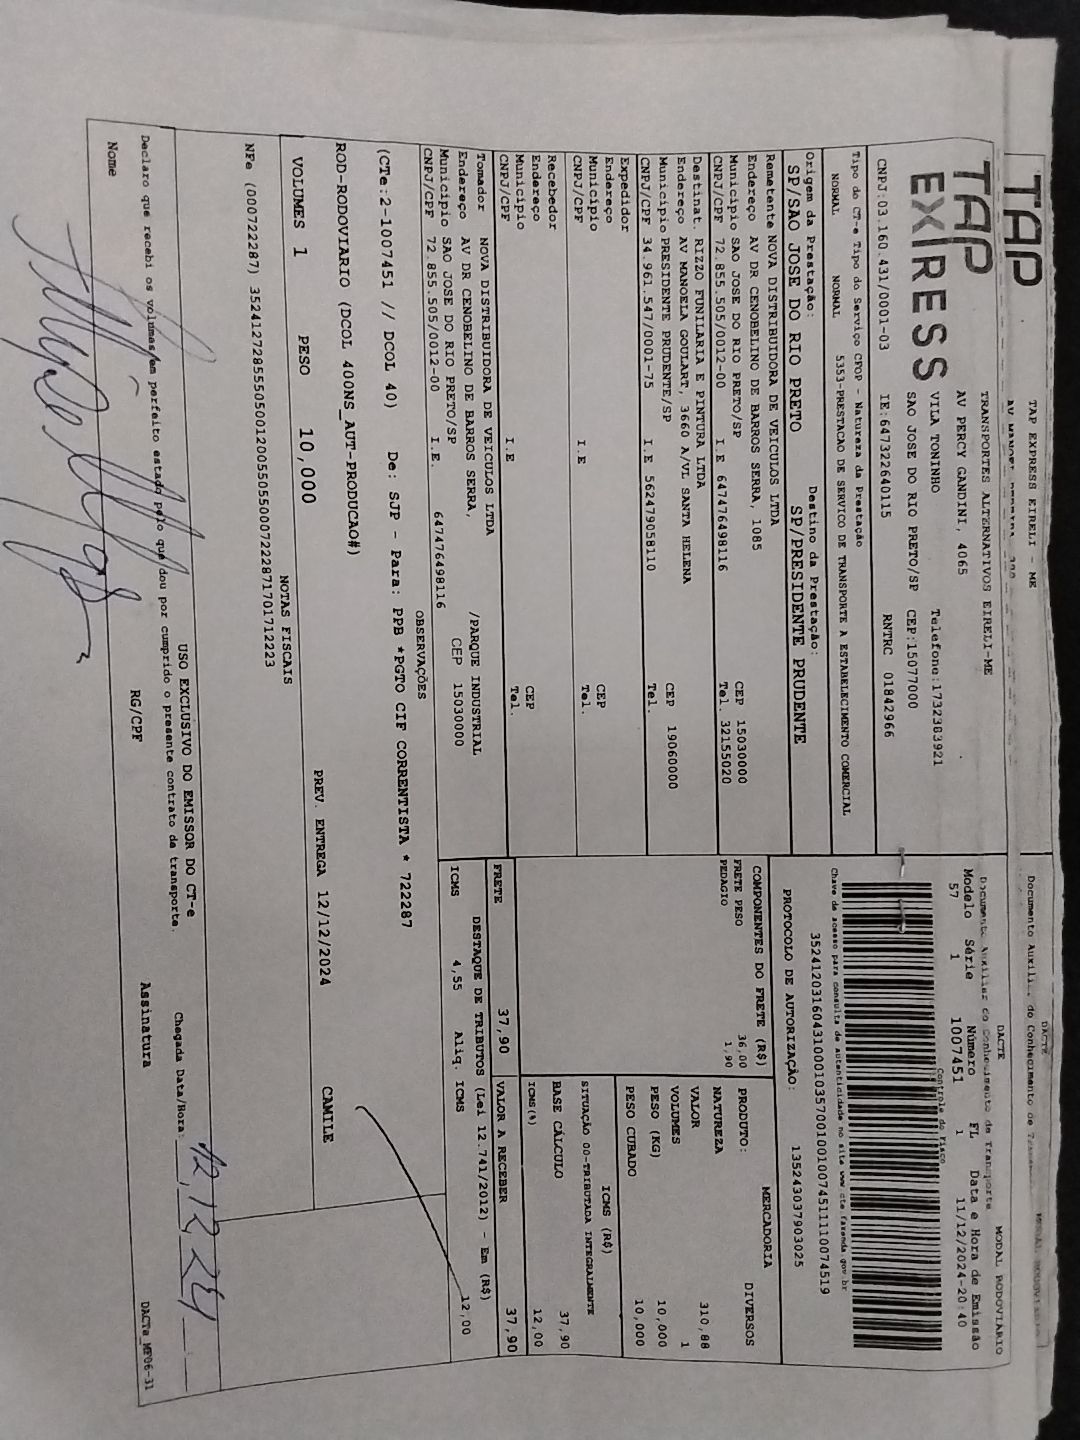 TAP
TAP EXPRESS EIRELI - ME
DACTE
TAP
EXPRESS
TRANSPORTES ALTERNATIVOS EIRELI-ME
AV PERCY GANDINI, 4065
VILA TONINHO Telefone:1732383921
SAO JOSE DO RIO PRETO/SP CEP:15077000
CNPJ:03.160.431/0001-03 IE:647322640115 RNTRC 01842966
DACTE MODAL RODOVIARIO
Documento Auxiliar do Conhecimento de Transporte
Modelo Série Número FL Data e Hora de Emissão
57 1 1007451 1 11/12/2024-20:40
Controle do Fisco
Tipo do CT-e Tipo do Serviço CFOP - Natureza da Prestação
NORMAL NORMAL 5353-PRESTACAO DE SERVICO DE TRANSPORTE A ESTABELECIMENTO COMERCIAL
Chave de acesso para consulta de autenticidade no site www.cte.fazenda.gov.br
Origem da Prestação: Destino da Prestação:
SP/SAO JOSE DO RIO PRETO SP/PRESIDENTE PRUDENTE
PROTOCOLO DE AUTORIZAÇÃO: 135243037903025
Remetente NOVA DISTRIBUIDORA DE VEICULOS LTDA
Endereço AV DR CENOBELINO DE BARROS SERRA, 1085
Município SAO JOSE DO RIO PRETO/SP CEP 15030000
CNPJ/CPF 72.855.505/0012-00 I.E 647476498116 Tel. 32155020
Destinat. RIZZO FUNILARIA E PINTURA LTDA
Endereço AV MANOELA GOULART, 3660 A/VL SANTA HELENA
Município PRESIDENTE PRUDENTE/SP CEP 19060000
CNPJ/CPF 34.961.547/0001-75 I.E 562479058110 Tel.
Expedidor
Endereço
Município CEP
CNPJ/CPF I.E Tel.
Recebedor
Endereço
Município CEP
CNPJ/CPF I.E Tel.
Tomador NOVA DISTRIBUIDORA DE VEICULOS LTDA
Endereço AV DR CENOBELINO DE BARROS SERRA, /PARQUE INDUSTRIAL
Município SAO JOSE DO RIO PRETO/SP CEP 15030000
CNPJ/CPF 72.855.505/0012-00 I.E. 647476498116
COMPONENTES DO FRETE (R$)
FRETE PESO 36,00
PEDAGIO 1,90
MERCADORIA
PRODUTO: DIVERSOS
NATUREZA
VALOR 310,88
VOLUMES 1
PESO (KG) 10,000
PESO CUBADO 10,000
ICMS (R$)
SITUAÇÃO 00-TRIBUTADA INTEGRALMENTE
BASE CÁLCULO 37,90
ICMS(%) 12,00
FRETE 37,90 VALOR A RECEBER 37,90
DESTAQUE DE TRIBUTOS (Lei 12.741/2012) - Em (R$)
ICMS 4,55 Aliq. ICMS 12,00
OBSERVAÇÕES
(CTe:2-1007451 // DCOL 40) De: SJP - Para: PPB *PGTO CIF CORRENTISTA * 722287
ROD-RODOVIARIO (DCOL 400NS_AUT-PRODUCAO#)
VOLUMES 1 PESO 10,000 PREV. ENTREGA 12/12/2024 CAMILE
NOTAS FISCAIS
USO EXCLUSIVO DO EMISSOR DO CT-e
Declaro que recebi os volumes em perfeito estado pelo que dou por cumprido o presente contrato de transporte.
Chegada Data/Hora: 12,12,24
Nome RG/CPF Assinatura
DACTe_MF06-31